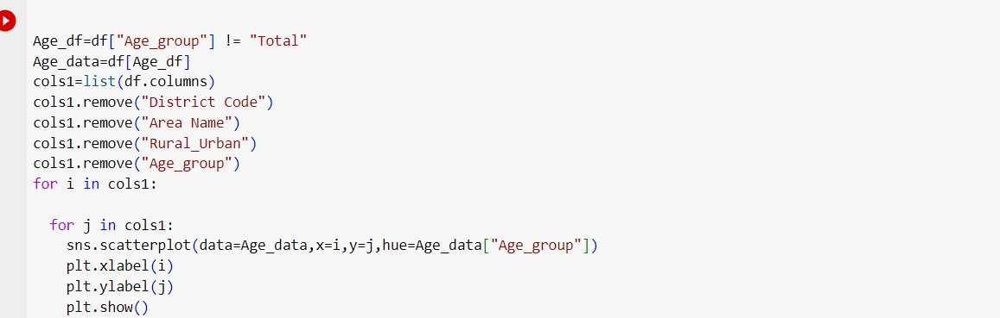 Age_df=df["Age_group"] != "Total"
Age_data=df[Age_df]
cols1=list(df.columns)
cols1.remove("District Code")
cols1.remove("Area Name")
cols1.remove("Rural_Urban")
cols1.remove("Age_group")
for i in cols1:
for j in cols1:
sns.scatterplot(data=Age_data,x=i,y=j,hue=Age_data["Age_group"])
plt.xlabel(i)
plt.ylabel(j)
plt.show()